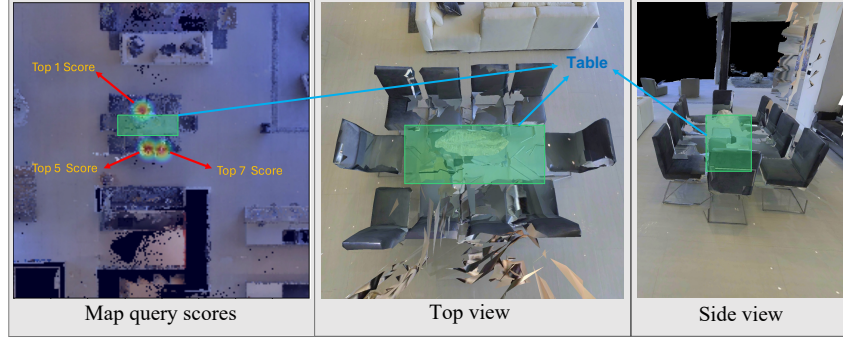 Top 1 Score
Table
Top 5 Score
Top 7 Score
Map query scores
Top view
Side view